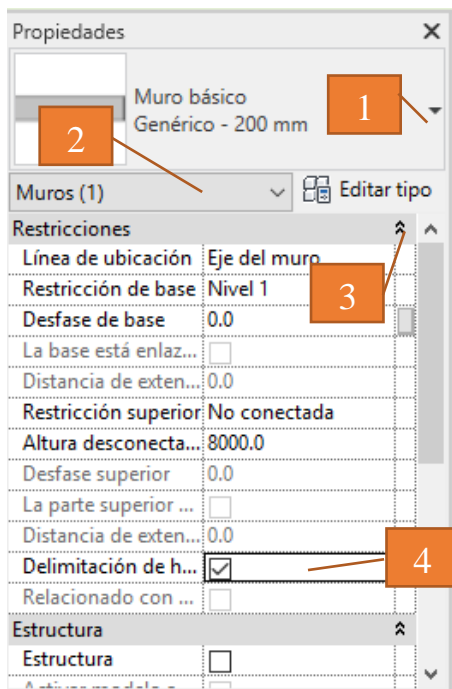 Propiedades
Muro básico
Genérico - 200 mm
1
2
Muros (1) Editar tipo
Restricciones
Línea de ubicación Eje del muro
Restricción de base Nivel 1
3
Desfase de base 0.0
La base está enlaz...
Distancia de exten... 0.0
Restricción superior No conectada
Altura desconecta... 8000.0
Desfase superior 0.0
La parte superior ...
Distancia de exten... 0.0
Delimitación de h... 4
Relacionado con ...
Estructura
Estructura